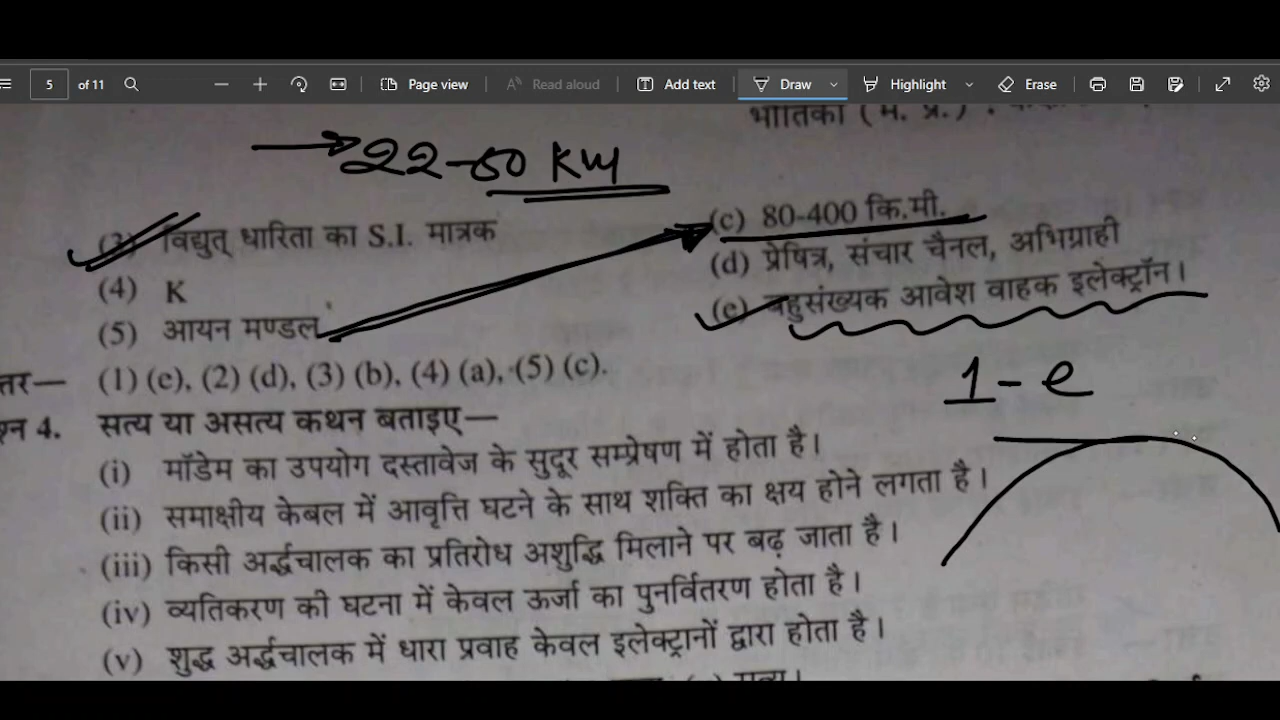 5 of 11 Page view Read aloud Add text Draw Highlight Erase
भौतिकी ( म. प्र. ) :
22-50 KM
(3) विद्युत् धारिता का S.I. मात्रक
(c) 80-400 कि.मी.
(4) K
(d) प्रेषित्र, संचार चैनल, अभिग्राही
(5) आयन मण्डल
(e) बहुसंख्यक आवेश वाहक इलेक्ट्रॉन।
त्तर— (1) (e), (2) (d), (3) (b), (4) (a), (5) (c).
1 - e
श्न 4. सत्य या असत्य कथन बताइए—
(i) मॉडेम का उपयोग दस्तावेज के सुदूर सम्प्रेषण में होता है।
(ii) समाक्षीय केबल में आवृत्ति घटने के साथ शक्ति का क्षय होने लगता है।
(iii) किसी अर्द्धचालक का प्रतिरोध अशुद्धि मिलाने पर बढ़ जाता है।
(iv) व्यतिकरण की घटना में केवल ऊर्जा का पुनर्वितरण होता है।
(v) शुद्ध अर्द्धचालक में धारा प्रवाह केवल इलेक्ट्रानों द्वारा होता है।